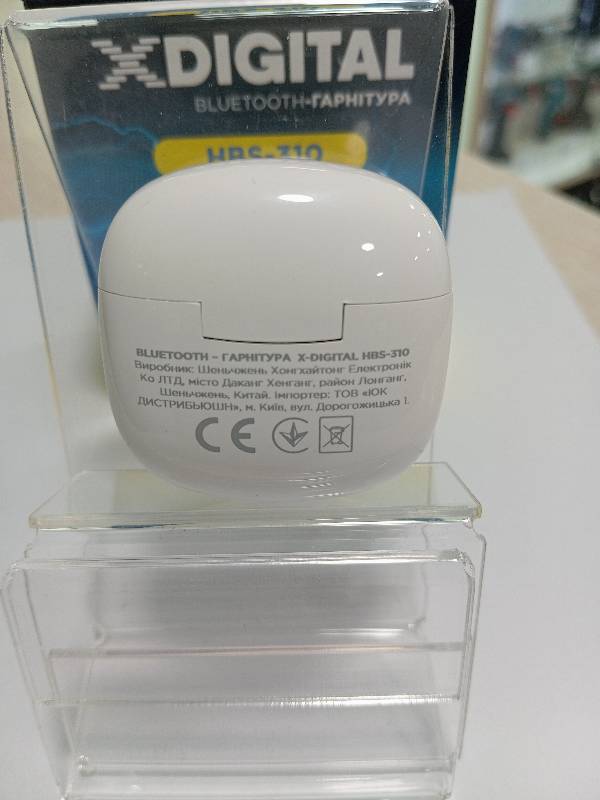 XDIGITAL
BLUETOOTH-ГАРНІТУРА
HBS-310
BLUETOOTH - ГАРНІТУРА X-DIGITAL HBS-310
Виробник: Шеньчжень Хонгхайтонг Електронік
Ко ЛТД, місто Даканг Хенганг, район Лонганг,
Шеньчжень, Китай. Імпортер: ТОВ «ЮК
ДИСТРИБЬЮШН», м. Київ, вул. Дорогожицька 1.
CE